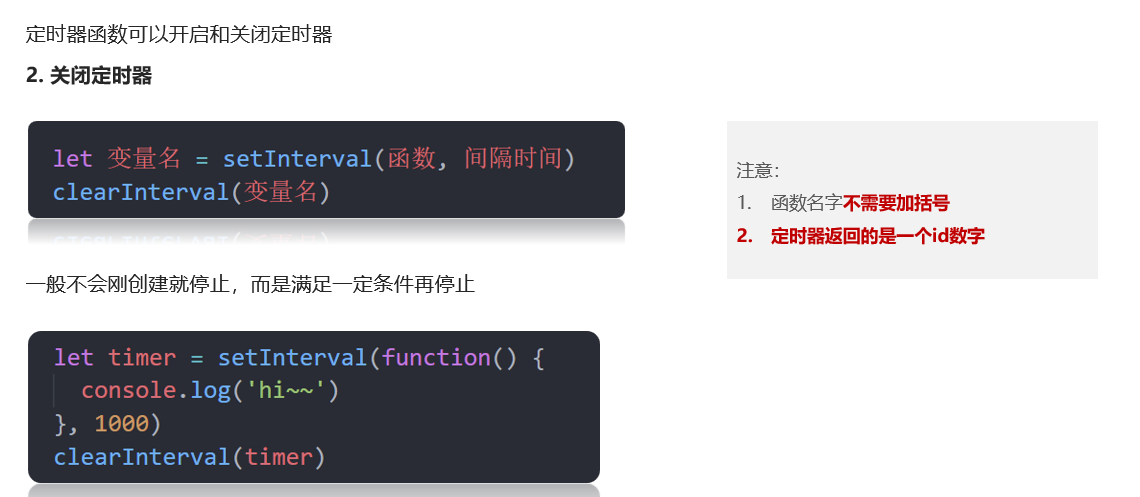 定时器函数可以开启和关闭定时器
2. 关闭定时器
let 变量名 = setInterval(函数, 间隔时间)
clearInterval(变量名)
注意：
1. 函数名字不需要加括号
2. 定时器返回的是一个id数字
一般不会刚创建就停止，而是满足一定条件再停止
let timer = setInterval(function() {
  console.log('hi~~')
}, 1000)
clearInterval(timer)